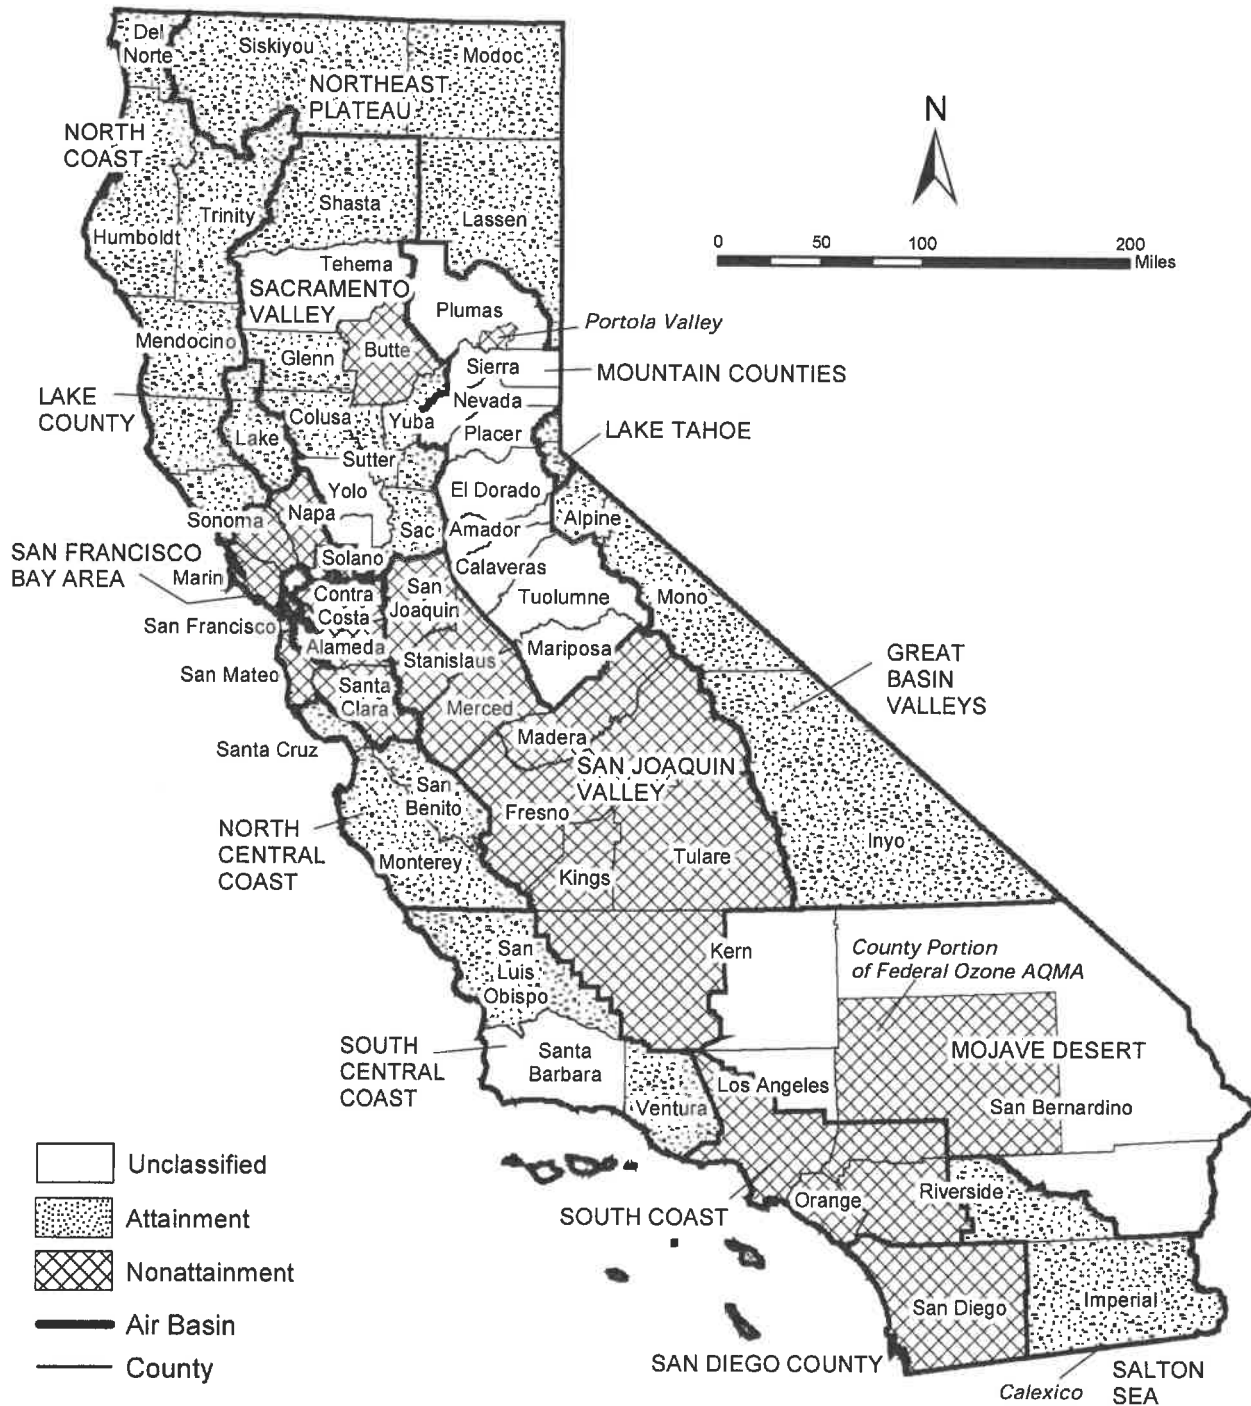 Del
Norte
Siskiyou
Modoc
NORTHEAST
PLATEAU
NORTH
COAST
N
Shasta
Trinity
Lassen
Humboldt
0 50 100 200
Miles
Tehema
SACRAMENTO
VALLEY
Plumas
Portola Valley
Mendocino
Glenn
Butte
Sierra
MOUNTAIN COUNTIES
LAKE
COUNTY
Nevada
Colusa
Yuba
Placer
LAKE TAHOE
Lake
Sutter
Yolo
El Dorado
Napa
Sonoma
Sac
Amador
Alpine
SAN FRANCISCO
BAY AREA
Solano
Marin
Calaveras
Contra
Costa
San
Joaquin
Tuolumne
Mono
San Francisco
Alameda
Stanislaus
Mariposa
GREAT
BASIN
VALLEYS
San Mateo
Santa
Clara
Merced
Madera
Santa Cruz
SAN JOAQUIN
VALLEY
San
Benito
Fresno
NORTH
CENTRAL
COAST
Monterey
Tulare
Inyo
Kings
San
Luis
Obispo
Kern
County Portion
of Federal Ozone AQMA
SOUTH
CENTRAL
COAST
Santa
Barbara
MOJAVE DESERT
Los Angeles
Ventura
San Bernardino
Unclassified
Attainment
Nonattainment
Air Basin
County
Orange
Riverside
SOUTH COAST
San Diego
Imperial
SAN DIEGO COUNTY
Calexico
SALTON
SEA